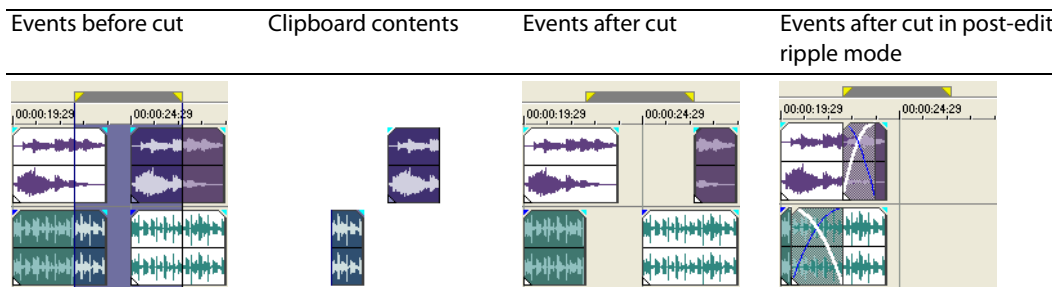 Events before cut
Clipboard contents
Events after cut
Events after cut in post-edit
ripple mode
00:00:19:29 00:00:24:29
00:00:19:29 00:00:24:29
00:00:19:29 00:00:24:29